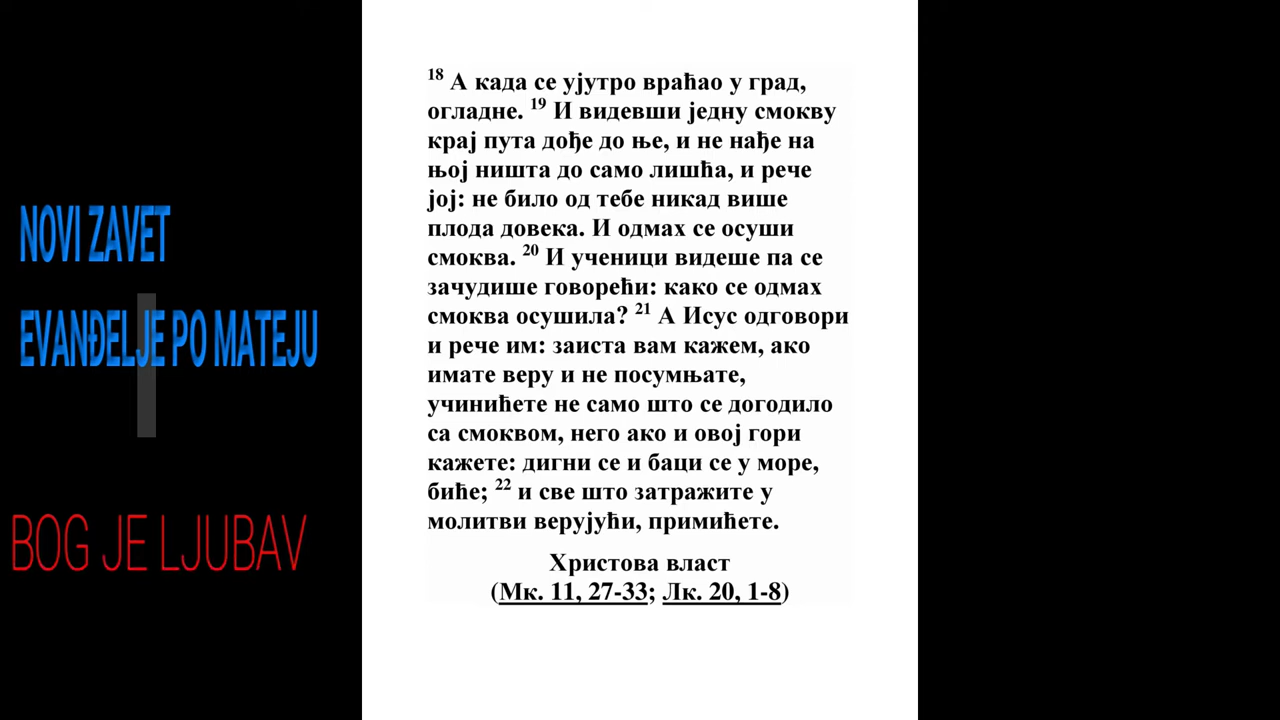 NOVI ZAVET
EVANĐELJE PO MATEJU
BOG JE LJUBAV
18 А када се ујутро враћао у град,
огладне. 19 И видевши једну смокву
крај пута дође до ње, и не нађе на
њој ништа до само лишћа, и рече
јој: не било од тебе никад више
плода довека. И одмах се осуши
смоква. 20 И ученици видеше па се
зачудише говорећи: како се одмах
смоква осушила? 21 А Исус одговори
и рече им: заиста вам кажем, ако
имате веру и не посумњате,
учинићете не само што се догодило
са смоквом, него ако и овој гори
кажете: дигни се и баци се у море,
биће; 22 и све што затражите у
молитви верујући, примићете.
Христова власт
(Мк. 11, 27-33; Лк. 20, 1-8)